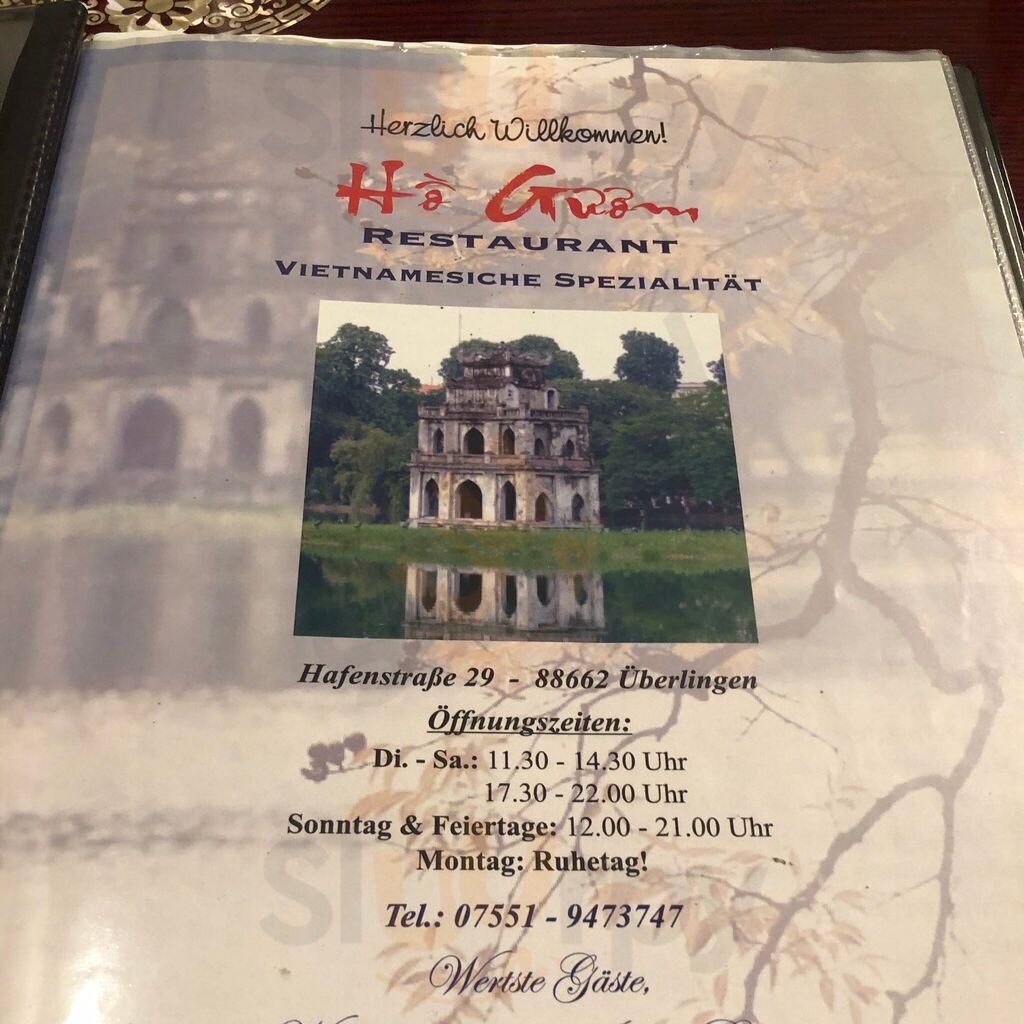 Herzlich Willkommen!
Hồ Gươm
RESTAURANT
VIETNAMESICHE SPEZIALITÄT
Hafenstraße 29 - 88662 Überlingen
Öffnungszeiten:
Di. - Sa.: 11.30 - 14.30 Uhr
17.30 - 22.00 Uhr
Sonntag & Feiertage: 12.00 - 21.00 Uhr
Montag: Ruhetag!
Tel.: 07551 - 9473747
Wertste Gäste,